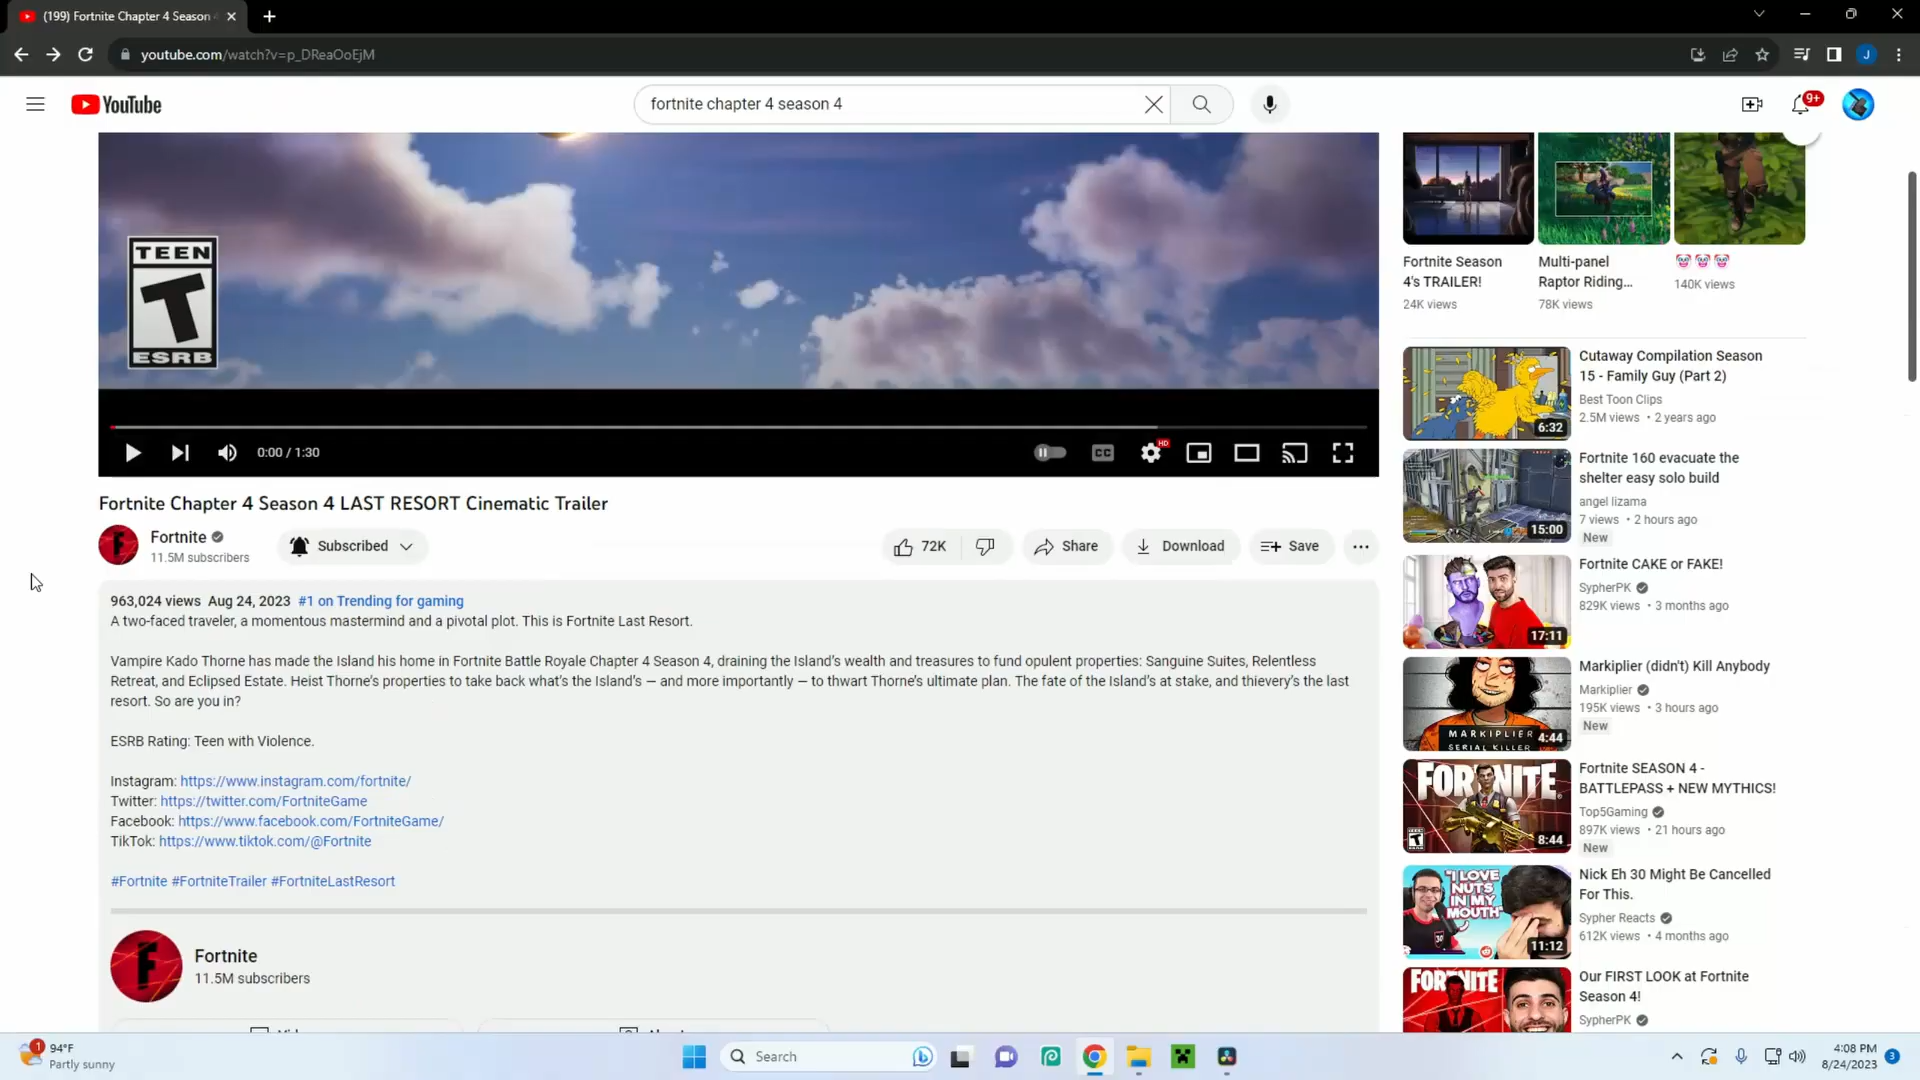 (199) Fortnite Chapter 4 Season
youtube.com/watch?v=p_DReaOoEjM
J
YouTube
fortnite chapter 4 season 4
9+
TEEN
T
ESRB
0:00 / 1:30
CC
HD
Fortnite Chapter 4 Season 4 LAST RESORT Cinematic Trailer
Fortnite
11.5M subscribers
Subscribed
72K
Share
Download
Save
963,024 views Aug 24, 2023 #1 on Trending for gaming
A two-faced traveler, a momentous mastermind and a pivotal plot. This is Fortnite Last Resort.
Vampire Kado Thorne has made the Island his home in Fortnite Battle Royale Chapter 4 Season 4, draining the Island's wealth and treasures to fund opulent properties: Sanguine Suites, Relentless
Retreat, and Eclipsed Estate. Heist Thorne's properties to take back what's the Island's — and more importantly — to thwart Thorne's ultimate plan. The fate of the Island's at stake, and thievery's the last
resort. So are you in?
ESRB Rating: Teen with Violence.
Instagram: https://www.instagram.com/fortnite/
Twitter: https://twitter.com/FortniteGame
Facebook: https://www.facebook.com/FortniteGame/
TikTok: https://www.tiktok.com/@Fortnite
#Fortnite #FortniteTrailer #FortniteLastResort
Fortnite
11.5M subscribers
Fortnite Season
4's TRAILER!
24K views
Multi-panel
Raptor Riding...
78K views
140K views
6:32
Cutaway Compilation Season
15 - Family Guy (Part 2)
Best Toon Clips
2.5M views • 2 years ago
15:00
Fortnite 160 evacuate the
shelter easy solo build
angel lizama
7 views • 2 hours ago
New
17:11
Fortnite CAKE or FAKE!
SypherPK
829K views • 3 months ago
MARKIPLIER
SERIAL KILLER
4:44
Markiplier (didn't) Kill Anybody
Markiplier
195K views • 3 hours ago
New
FORTNITE
T
8:44
Fortnite SEASON 4 -
BATTLEPASS + NEW MYTHICS!
Top5Gaming
897K views • 21 hours ago
New
"I LOVE
NUTS
IN MY
MOUTH"
30
11:12
Nick Eh 30 Might Be Cancelled
For This.
Sypher Reacts
612K views • 4 months ago
FORTNITE
Our FIRST LOOK at Fortnite
Season 4!
SypherPK
1
94°F
Partly sunny
Search
4:08 PM
8/24/2023
3